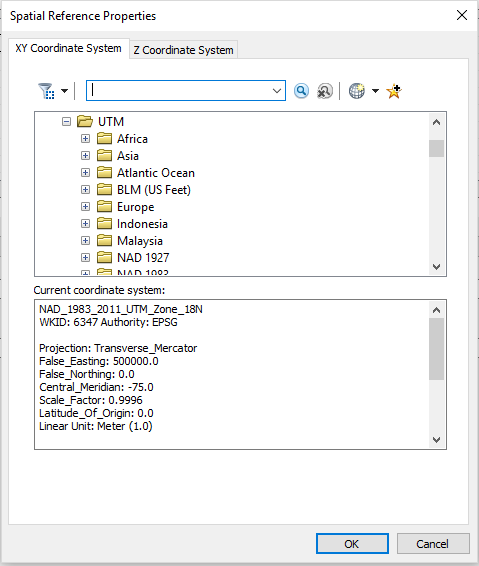 Spatial Reference Properties
XY Coordinate System
Z Coordinate System
UTM
Africa
Asia
Atlantic Ocean
BLM (US Feet)
Europe
Indonesia
Malaysia
NAD 1927
NAD 1983
Current coordinate system:
NAD_1983_2011_UTM_Zone_18N
WKID: 6347 Authority: EPSG
Projection: Transverse_Mercator
False_Easting: 500000.0
False_Northing: 0.0
Central_Meridian: -75.0
Scale_Factor: 0.9996
Latitude_Of_Origin: 0.0
Linear Unit: Meter (1.0)
OK
Cancel